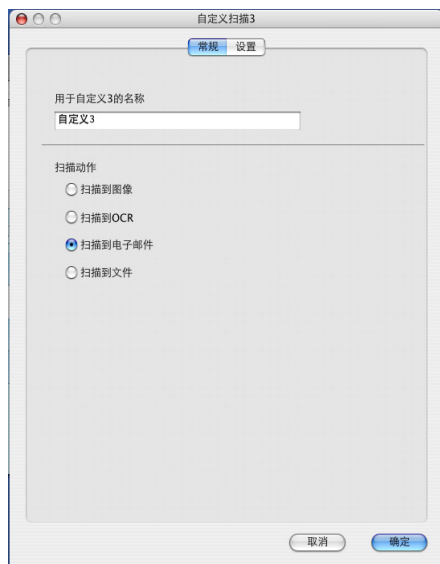 自定义扫描3
常规 设置
用于自定义3的名称
自定义3
扫描动作
扫描到图像
扫描到OCR
扫描到电子邮件
扫描到文件
取消 确定